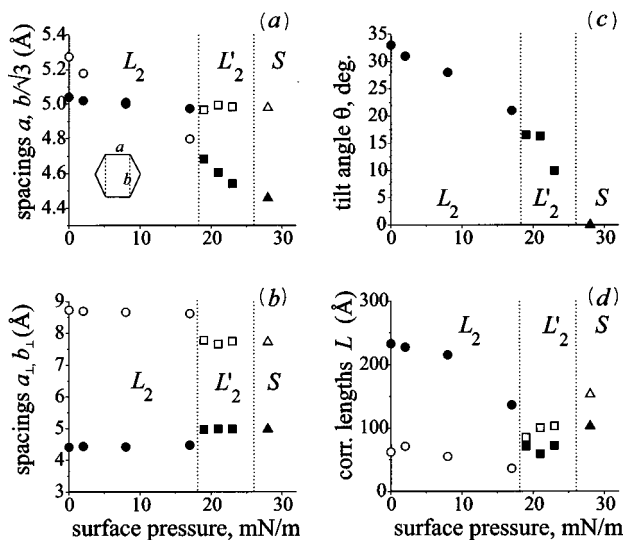 (a)
L₂
L'₂
S
spacings a, b/√3 (Å)
5.4
5.2
5.0
4.8
4.6
4.4
a
b
0
10
20
30
(c)
L₂
L'₂
S
tilt angle θ, deg.
35
30
25
20
15
10
5
0
0
10
20
30
(b)
L₂
L'₂
S
spacings a⊥, b⊥ (Å)
9
8
7
6
5
4
3
0
10
20
30
surface pressure, mN/m
(d)
L₂
L'₂
S
corr. lengths L (Å)
300
200
100
0
0
10
20
30
surface pressure, mN/m